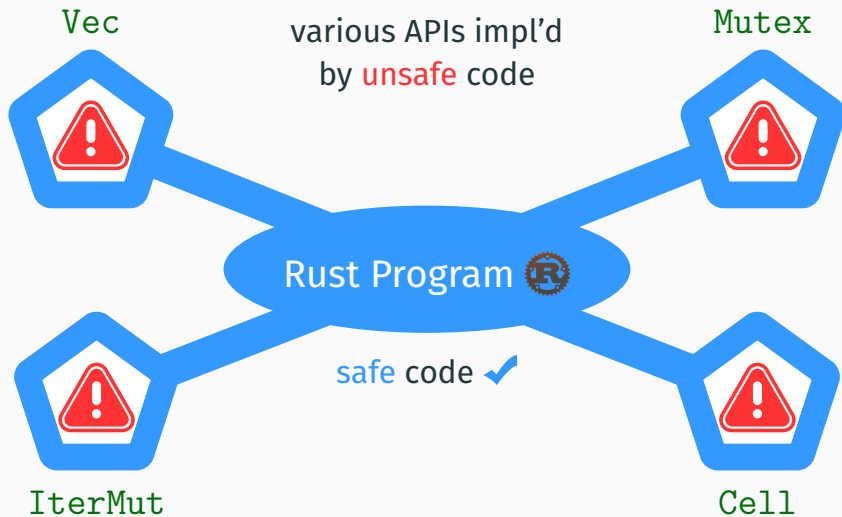 Vec
various APIs impl’d
by unsafe code
Mutex
Rust Program
safe code
IterMut
Cell